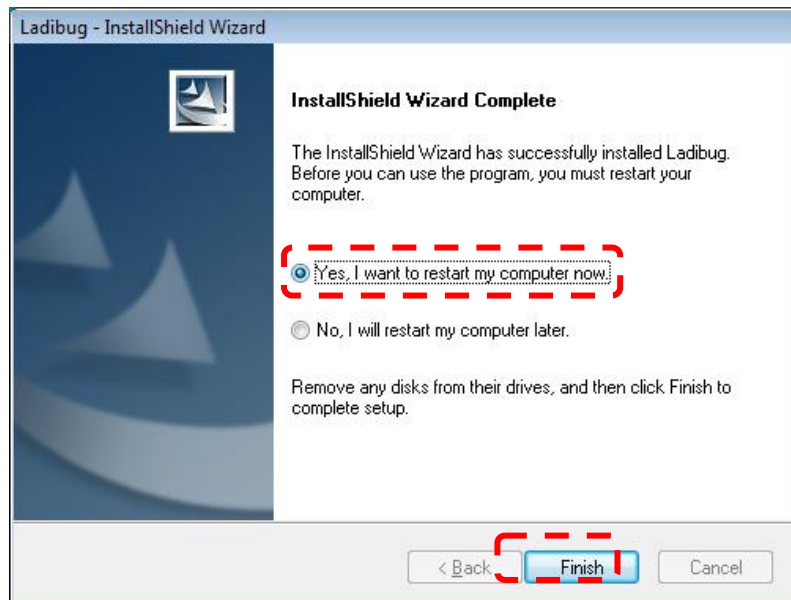 Ladibug - InstallShield Wizard
InstallShield Wizard Complete
The InstallShield Wizard has successfully installed Ladibug.
Before you can use the program, you must restart your
computer.
Yes, I want to restart my computer now.
No, I will restart my computer later.
Remove any disks from their drives, and then click Finish to
complete setup.
< Back
Finish
Cancel